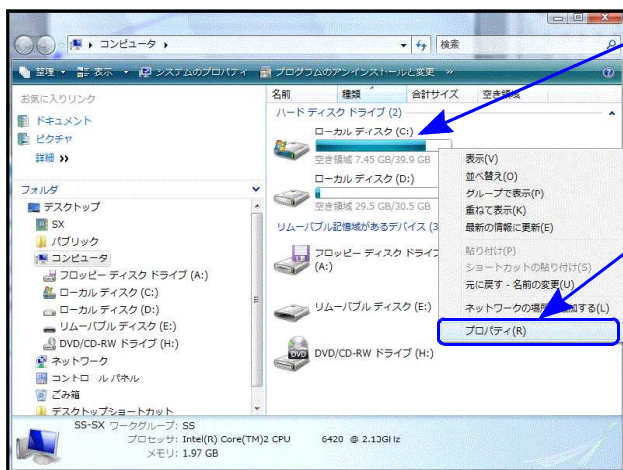 コンピュータ
検索
整理 表示 システムのプロパティ プログラムのアンインストールと変更 »
お気に入りリンク
ドキュメント
ピクチャ
詳細 »
フォルダ
デスクトップ
SX
パブリック
コンピュータ
フロッピー ディスク ドライブ (A:)
ローカル ディスク (C:)
ローカル ディスク (D:)
リムーバブル ディスク (E:)
DVD/CD-RW ドライブ (H:)
ネットワーク
コントロ ル パネル
ごみ箱
デスクトップショートカット
名前 種類 合計サイズ 空き領域
ハード ディスク ドライブ (2)
ローカル ディスク (C:)
空き領域 7.45 GB/39.9 GB
ローカル ディスク (D:)
空き領域 29.5 GB/30.5 GB
リムーバブル記憶域があるデバイス (3
フロッピー ディスク ドライブ
(A:)
リムーバブル ディスク (E:)
DVD/CD-RW ドライブ (H:)
表示(V)
並べ替え(O)
グループで表示(P)
重ねて表示(K)
最新の情報に更新(E)
貼り付け(P)
ショートカットの貼り付け(S)
元に戻す - 名前の変更(U)
ネットワークの場所 追加する(L)
プロパティ(R)
SS-SX ワークグループ: SS
プロセッサ: Intel(R) Core(TM)2 CPU 6420 @ 2.13GHz
メモリ: 1.97 GB